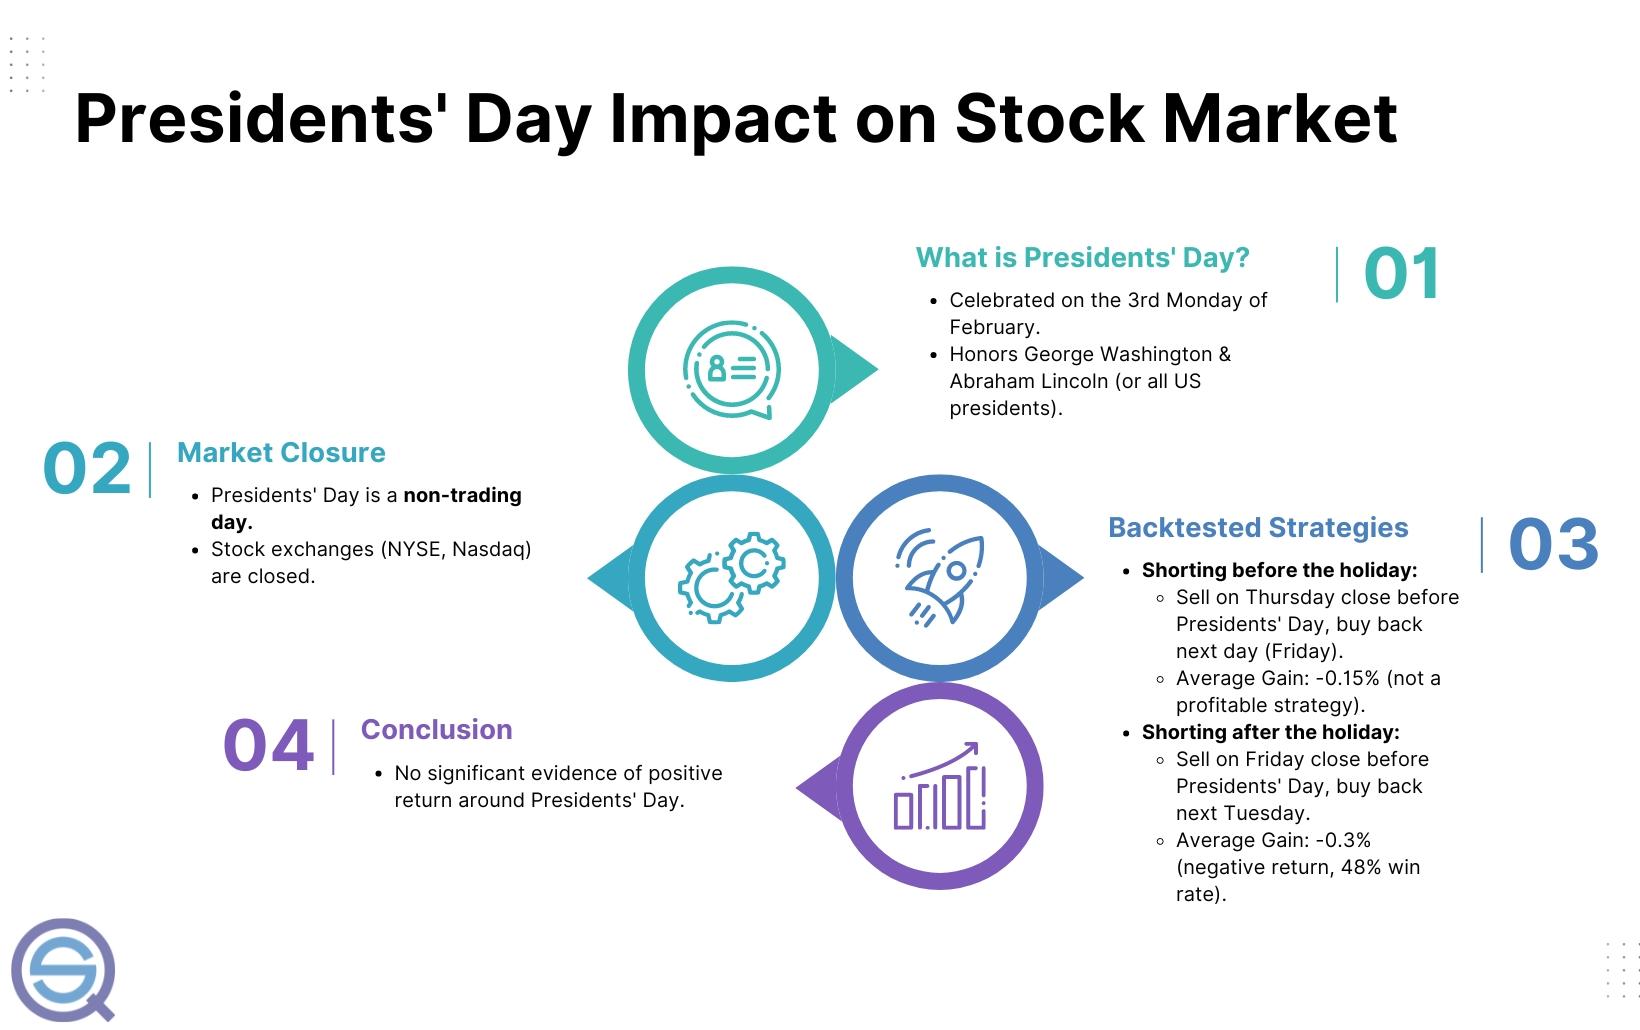 Presidents' Day Impact on Stock Market
What is Presidents' Day?
01
• Celebrated on the 3rd Monday of
February.
• Honors George Washington &
Abraham Lincoln (or all US
presidents).
02
Market Closure
• Presidents' Day is a non-trading
day.
• Stock exchanges (NYSE, Nasdaq)
are closed.
Backtested Strategies
03
• Shorting before the holiday:
◦ Sell on Thursday close before
Presidents' Day, buy back
next day (Friday).
◦ Average Gain: -0.15% (not a
profitable strategy).
• Shorting after the holiday:
◦ Sell on Friday close before
Presidents' Day, buy back
next Tuesday.
◦ Average Gain: -0.3%
(negative return, 48% win
rate).
04
Conclusion
• No significant evidence of positive
return around Presidents' Day.